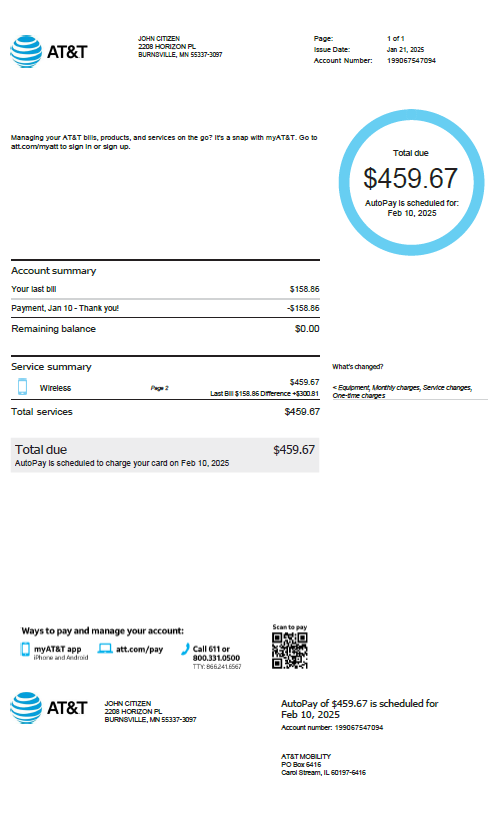 AT&T
JOHN CITIZEN
2208 HORIZON PL
BURNSVILLE, MN 55337-3097
Page: 1 of 1
Issue Date: Jan 21, 2025
Account Number: 199067547094
Managing your AT&T bills, products, and services on the go? It's a snap with myAT&T. Go to
att.com/myatt to sign in or sign up.
Total due
$459.67
AutoPay is scheduled for:
Feb 10, 2025
Account summary
Your last bill $158.86
Payment, Jan 10 - Thank you! -$158.86
Remaining balance $0.00
Service summary
Wireless Page 2 $459.67
Last Bill $158.86 Difference +$300.81
Total services $459.67
What's changed?
< Equipment, Monthly charges, Service changes,
One-time charges
Total due $459.67
AutoPay is scheduled to charge your card on Feb 10, 2025
Ways to pay and manage your account:
myAT&T app
iPhone and Android
att.com/pay
Call 611 or
800.331.0500
TTY: 866.241.6567
Scan to pay
AT&T
JOHN CITIZEN
2208 HORIZON PL
BURNSVILLE, MN 55337-3097
AutoPay of $459.67 is scheduled for
Feb 10, 2025
Account number: 199067547094
AT&T MOBILITY
PO Box 6416
Carol Stream, IL 60197-6416